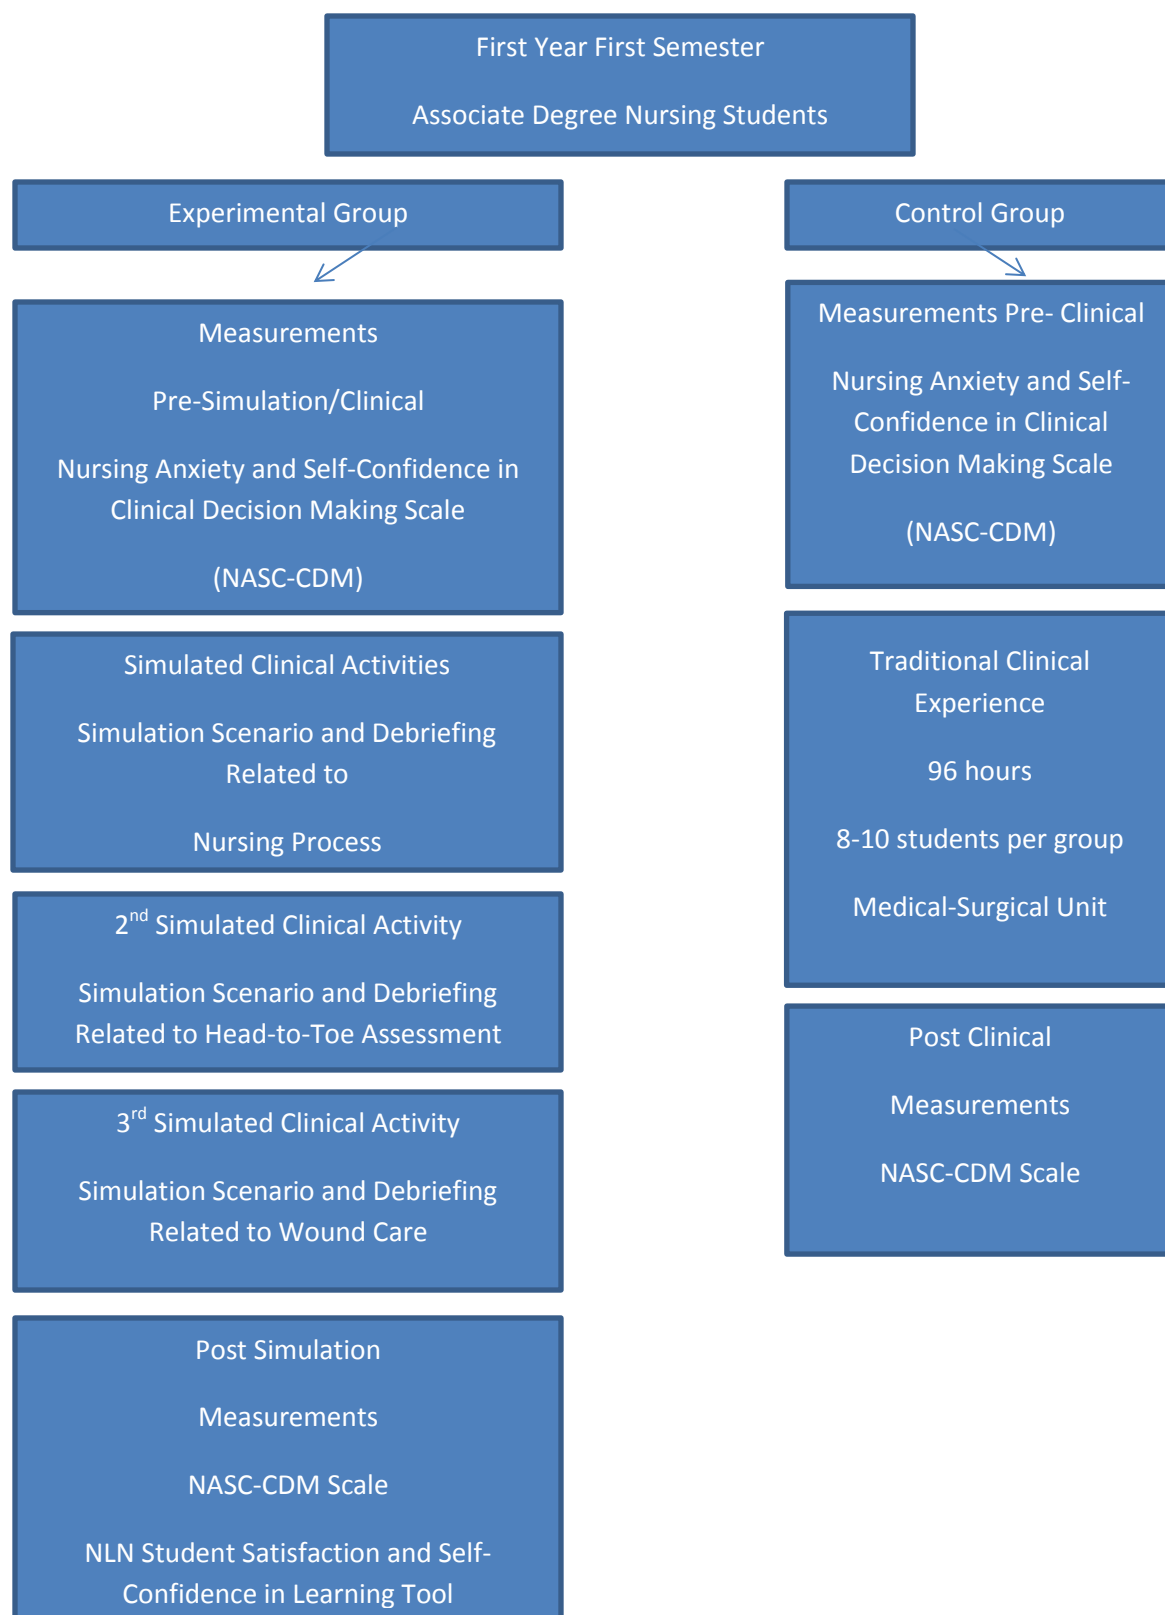 First Year First Semester
Associate Degree Nursing Students
Experimental Group
Measurements
Pre-Simulation/Clinical
Nursing Anxiety and Self-Confidence in
Clinical Decision Making Scale
(NASC-CDM)
Simulated Clinical Activities
Simulation Scenario and Debriefing
Related to
Nursing Process
2nd Simulated Clinical Activity
Simulation Scenario and Debriefing
Related to Head-to-Toe Assessment
3rd Simulated Clinical Activity
Simulation Scenario and Debriefing
Related to Wound Care
Post Simulation
Measurements
NASC-CDM Scale
NLN Student Satisfaction and Self-
Confidence in Learning Tool
Control Group
Measurements Pre- Clinical
Nursing Anxiety and Self-
Confidence in Clinical
Decision Making Scale
(NASC-CDM)
Traditional Clinical
Experience
96 hours
8-10 students per group
Medical-Surgical Unit
Post Clinical
Measurements
NASC-CDM Scale